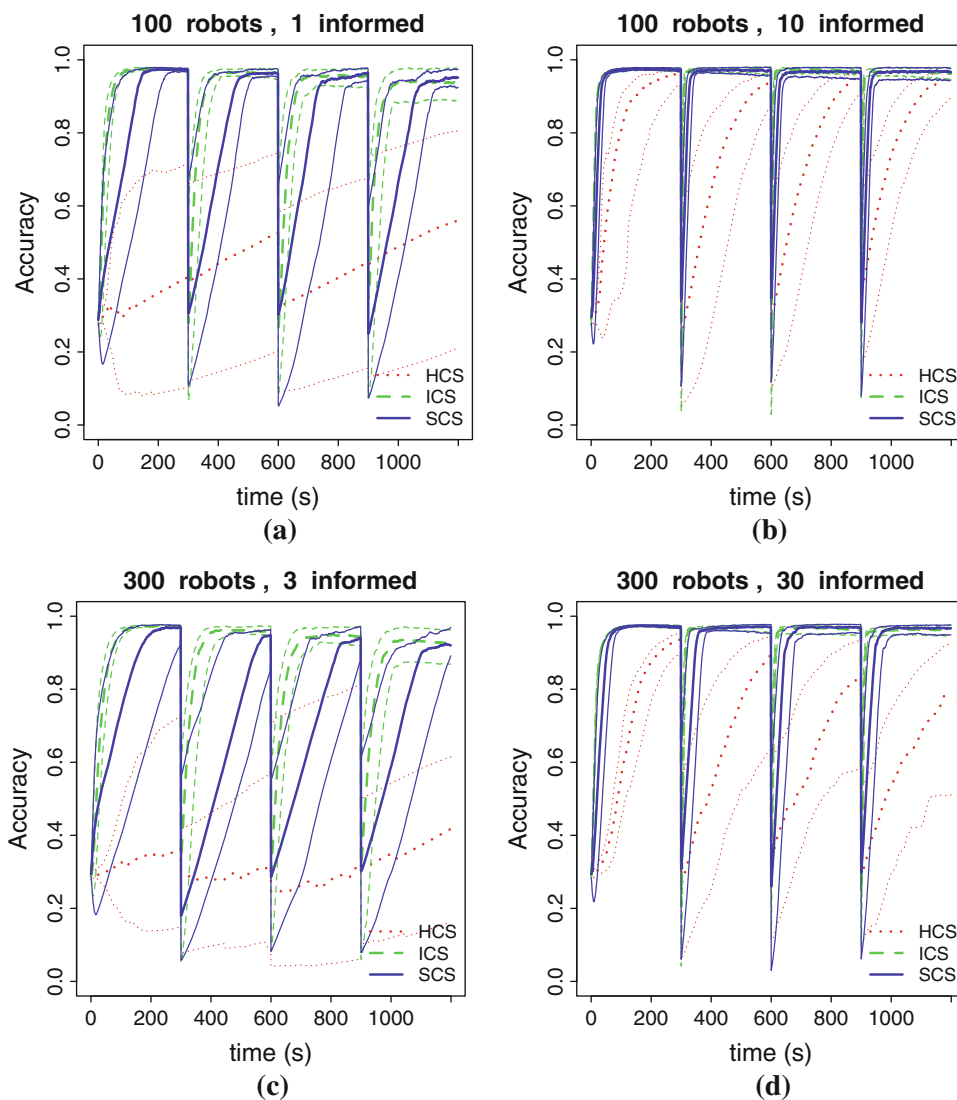 100 robots , 1 informed
Accuracy
1.0
0.8
0.6
0.4
0.2
0.0
HCS
ICS
SCS
0 200 400 600 800 1000
time (s)
(a)
100 robots , 10 informed
Accuracy
1.0
0.8
0.6
0.4
0.2
0.0
HCS
ICS
SCS
0 200 400 600 800 1000
time (s)
(b)
300 robots , 3 informed
Accuracy
1.0
0.8
0.6
0.4
0.2
0.0
HCS
ICS
SCS
0 200 400 600 800 1000
time (s)
(c)
300 robots , 30 informed
Accuracy
1.0
0.8
0.6
0.4
0.2
0.0
HCS
ICS
SCS
0 200 400 600 800 1000
time (s)
(d)